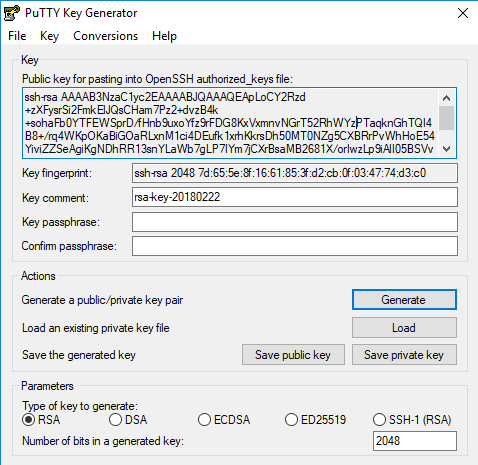 PuTTY Key Generator
File Key Conversions Help
Key
Public key for pasting into OpenSSH authorized_keys file:
ssh-rsa AAAAB3NzaC1yc2EAAAABJQAAAQEApLoCY2Rzd
+zXFysrSi2FmkElJQsCHam7Pz2+dvzB4k
+sohaFb0YTFEWSprD/fHnb9uxoYfz9rFDG8KxVxmnvNGrT52RhWYzPTaqknGhTQI4
B8+/rq4WKpOKaBiGOaRLxnM1ci4DEufk1xrhKkrsDh50MT0NZg5CXBRrPvWhHoE54
YiviZZSeAgiKgNDhRR13snYLaWb7gLP7lYm7jCXrBsaMB2681X/orIwzLp9iAlI05BSVv
Key fingerprint: ssh-rsa 2048 7d:65:5e:8f:16:61:85:3f:d2:cb:0f:03:47:74:d3:c0
Key comment: rsa-key-20180222
Key passphrase:
Confirm passphrase:
Actions
Generate a public/private key pair Generate
Load an existing private key file Load
Save the generated key Save public key Save private key
Parameters
Type of key to generate:
RSA DSA ECDSA ED25519 SSH-1 (RSA)
Number of bits in a generated key: 2048